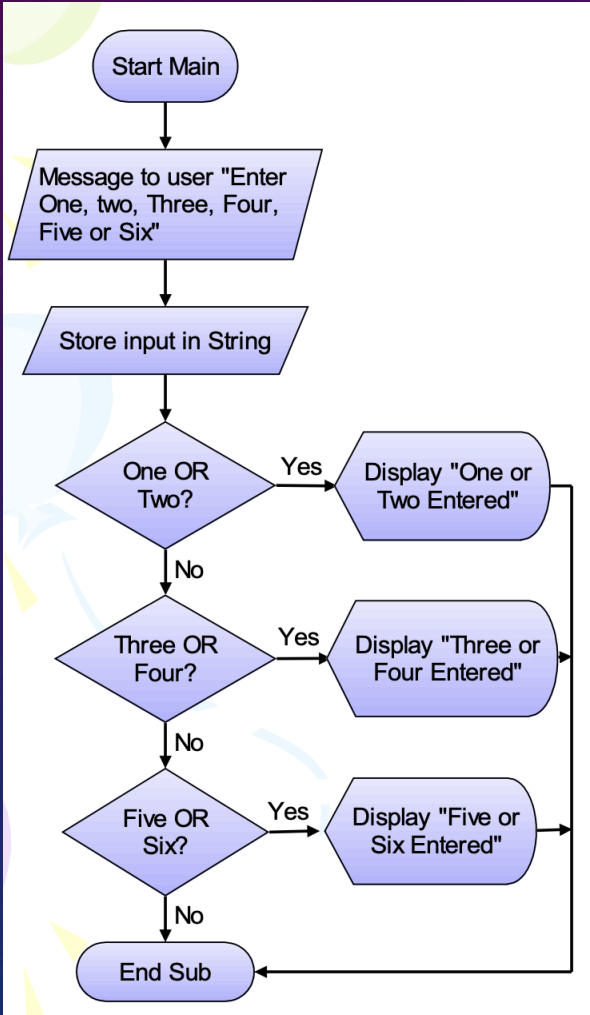 Start Main
Message to user "Enter
One, two, Three, Four,
Five or Six"
Store input in String
One OR
Two?
Yes
Display "One or
Two Entered"
No
Three OR
Four?
Yes
Display "Three or
Four Entered"
No
Five OR
Six?
Yes
Display "Five or
Six Entered"
No
End Sub